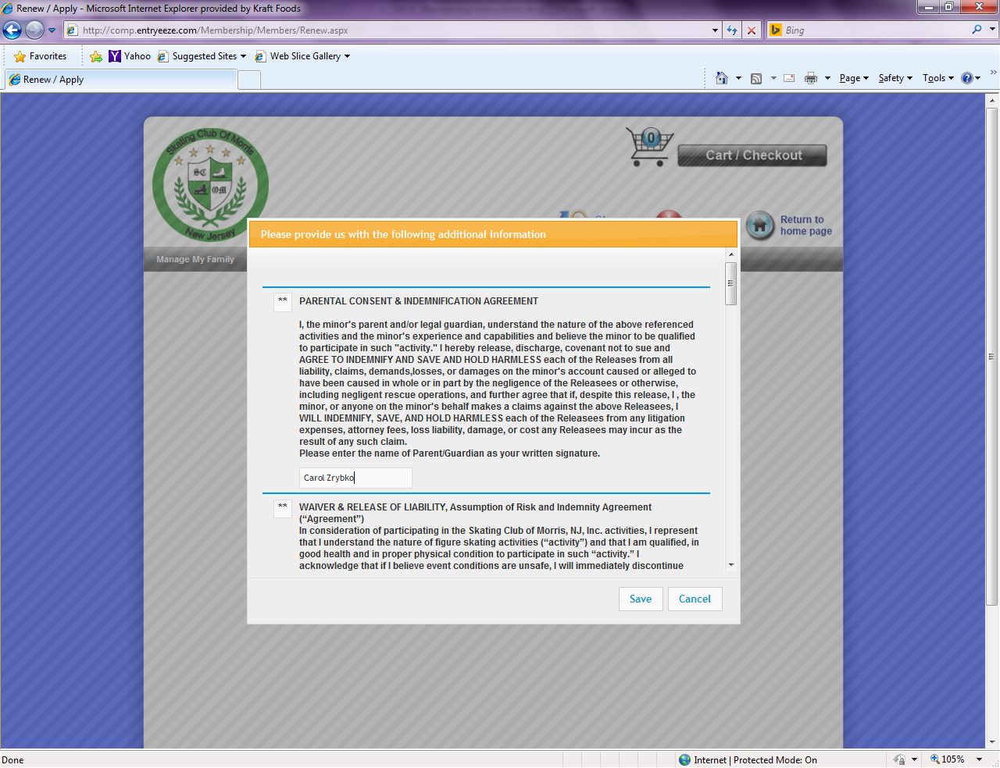 Renew / Apply - Microsoft Internet Explorer provided by Kraft Foods
http://comp.entryeeze.com/Membership/Members/Renew.aspx
Bing
Favorites
Yahoo
Suggested Sites
Web Slice Gallery
Renew / Apply
Page
Safety
Tools
Skating Club Of Morris
SC
OM
New Jersey
0
Cart / Checkout
Return to
home page
Manage My Family
Please provide us with the following additional information
** PARENTAL CONSENT & INDEMNIFICATION AGREEMENT
I, the minor's parent and/or legal guardian, understand the nature of the above referenced
activities and the minor's experience and capabilities and believe the minor to be qualified
to participate in such "activity." I hereby release, discharge, covenant not to sue and
AGREE TO INDEMNIFY AND SAVE AND HOLD HARMLESS each of the Releases from all
liability, claims, demands,losses, or damages on the minor's account caused or alleged to
have been caused in whole or in part by the negligence of the Releasees or otherwise,
including negligent rescue operations, and further agree that if, despite this release, I , the
minor, or anyone on the minor's behalf makes a claims against the above Releasees, I
WILL INDEMNIFY, SAVE, AND HOLD HARMLESS each of the Releasees from any litigation
expenses, attorney fees, loss liability, damage, or cost any Releasees may incur as the
result of any such claim.
Please enter the name of Parent/Guardian as your written signature.
Carol Zrybko
** WAIVER & RELEASE OF LIABILITY, Assumption of Risk and Indemnity Agreement
(“Agreement”)
In consideration of participating in the Skating Club of Morris, NJ, Inc. activities, I represent
that I understand the nature of figure skating activities (“activity”) and that I am qualified, in
good health and in proper physical condition to participate in such “activity.” I
acknowledge that if I believe event conditions are unsafe, I will immediately discontinue
Save
Cancel
Done
Internet | Protected Mode: On
105%